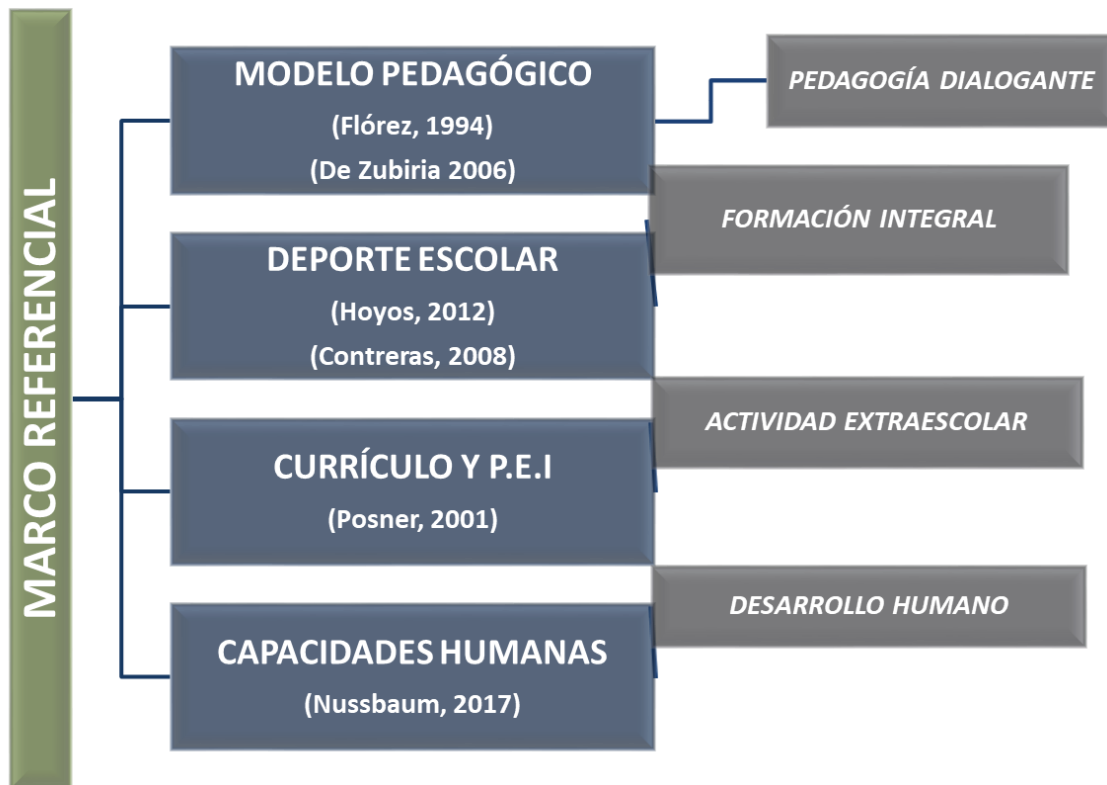 MARCO REFERENCIAL
MODELO PEDAGÓGICO
(Flórez, 1994)
(De Zubiria 2006)
PEDAGOGÍA DIALOGANTE
DEPORTE ESCOLAR
(Hoyos, 2012)
(Contreras, 2008)
FORMACIÓN INTEGRAL
CURRÍCULO Y P.E.I
(Posner, 2001)
ACTIVIDAD EXTRAESCOLAR
CAPACIDADES HUMANAS
(Nussbaum, 2017)
DESARROLLO HUMANO